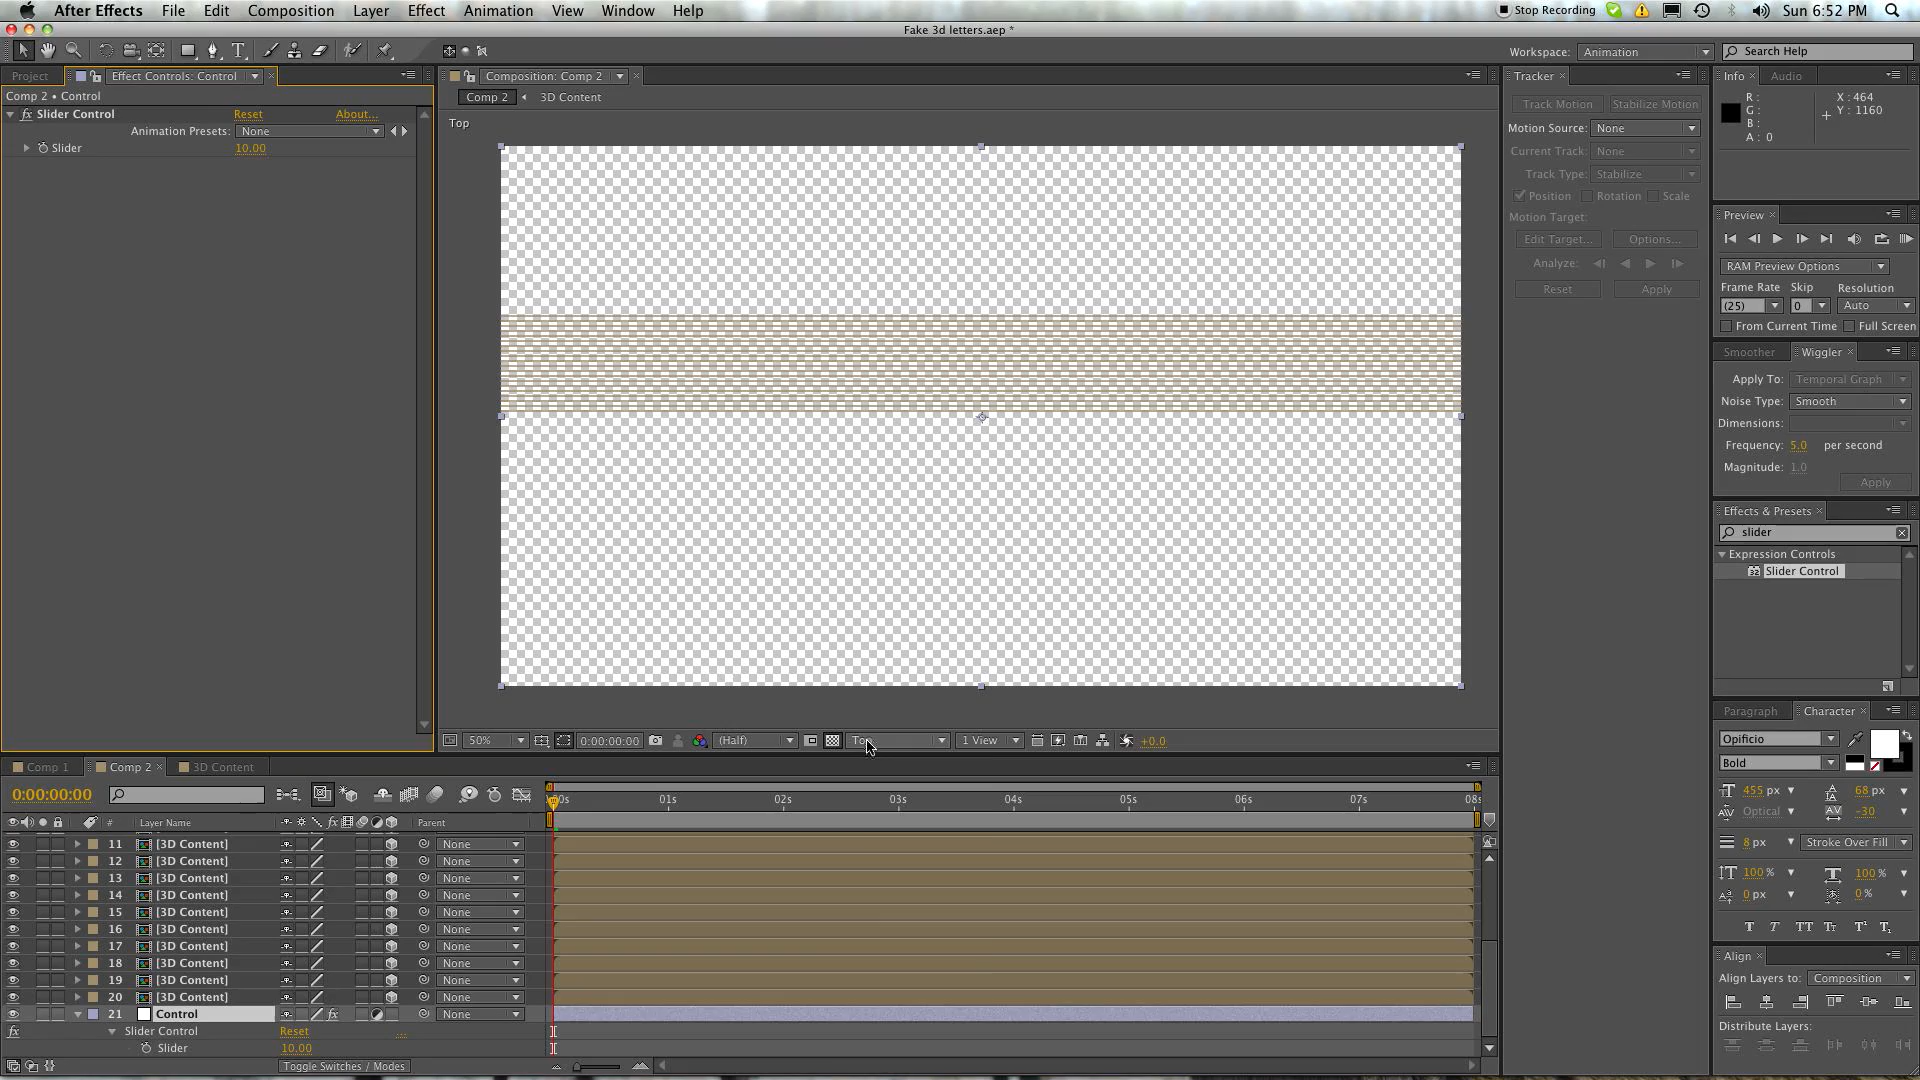 After Effects File Edit Composition Layer Effect Animation View Window Help Stop Recording Sun 6:52 PM
Fake 3d letters.aep *
Workspace: Animation Search Help
Project Effect Controls: Control
Comp 2 • Control
Slider Control Reset About...
Animation Presets: None
Slider 10.00
Composition: Comp 2
Comp 2 3D Content
Top
50% 0:00:00:00 (Half) 1 View +0.0
Tracker
Track Motion Stabilize Motion
Motion Source: None
Current Track: None
Track Type: Stabilize
Position Rotation Scale
Motion Target:
Edit Target... Options...
Analyze:
Reset Apply
Info Audio
R : X : 464
G : Y : 1160
B :
A : 0
Preview
RAM Preview Options
Frame Rate Skip Resolution
(25) 0 Auto
From Current Time Full Screen
Smoother Wiggler
Apply To: Temporal Graph
Noise Type: Smooth
Dimensions:
Frequency: 5.0 per second
Magnitude: 1.0
Apply
Effects & Presets
slider
Expression Controls
32 Slider Control
Paragraph Character
Opificio
Bold
455 px 68 px
Optical -30
8 px Stroke Over Fill
100 % 100 %
0 px 0 %
T T TT Tr T¹ T₁
Align
Align Layers to: Composition
Distribute Layers:
Comp 1 Comp 2 3D Content
0:00:00:00
# Layer Name fx Parent
01s 02s 03s 04s 05s 06s 07s
11 [3D Content] None
12 [3D Content] None
13 [3D Content] None
14 [3D Content] None
15 [3D Content] None
16 [3D Content] None
17 [3D Content] None
18 [3D Content] None
19 [3D Content] None
20 [3D Content] None
21 Control fx None
fx Slider Control Reset ...
Slider 10.00
Toggle Switches / Modes